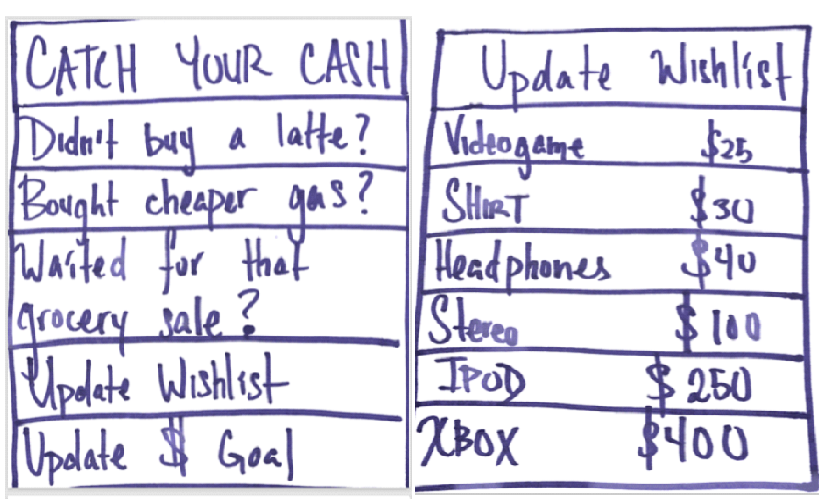 CATCH YOUR CASH
Didn't buy a latte?
Bought cheaper gas?
Waited for that
grocery sale?
Update Wishlist
Update $ Goal
Update Wishlist
Videogame $25
SHIRT $30
Headphones $40
Stereo $100
IPOD $250
XBOX $400